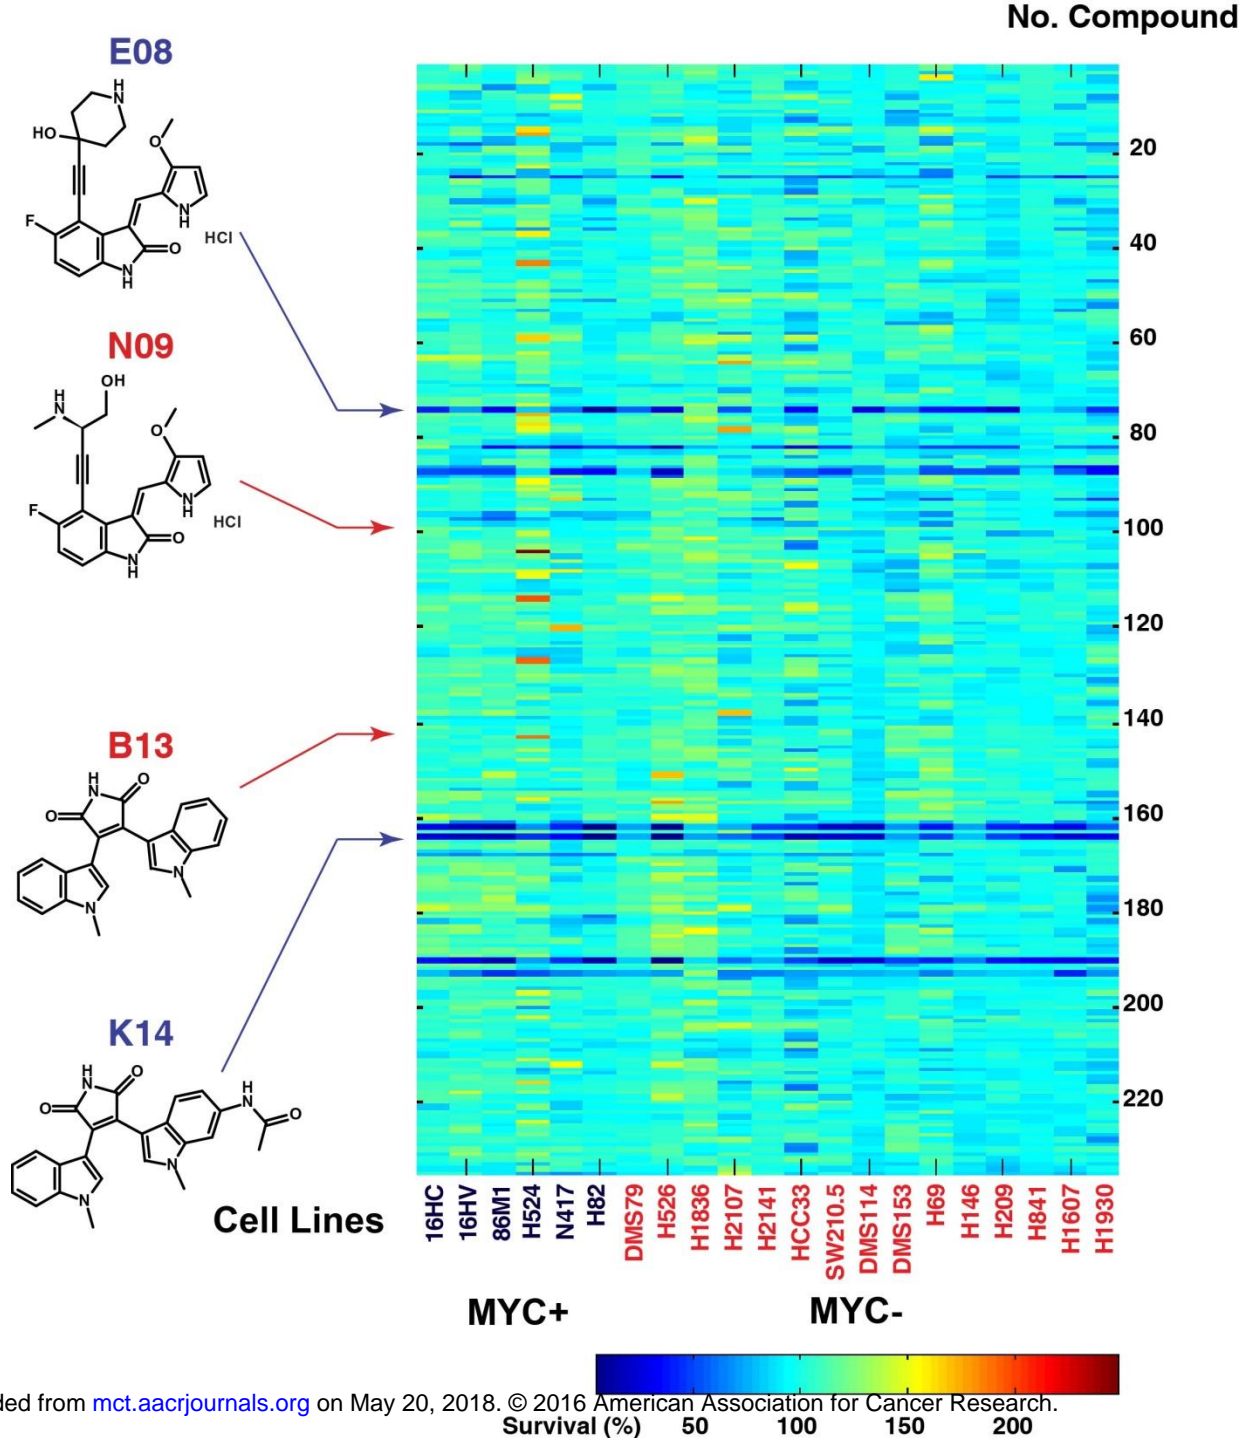 No. Compound
E08
NH
HO
O
F
N
H
O
N
H
HCl
N09
OH
H
N
O
F
N
H
O
N
H
HCl
B13
H
N
O
O
N
N
K14
H
N
O
O
H
N
O
N
N
20
40
60
80
100
120
140
160
180
200
220
Cell Lines
16HC
16HV
86M1
H524
N417
H82
DMS79
H526
H1836
H2107
H2141
HCC33
SW210.5
DMS114
DMS153
H69
H146
H209
H841
H1607
H1930
MYC+
MYC-
ded from mct.aacrjournals.org on May 20, 2018. © 2016 American Association for Cancer Research.
Survival (%) 50 100 150 200